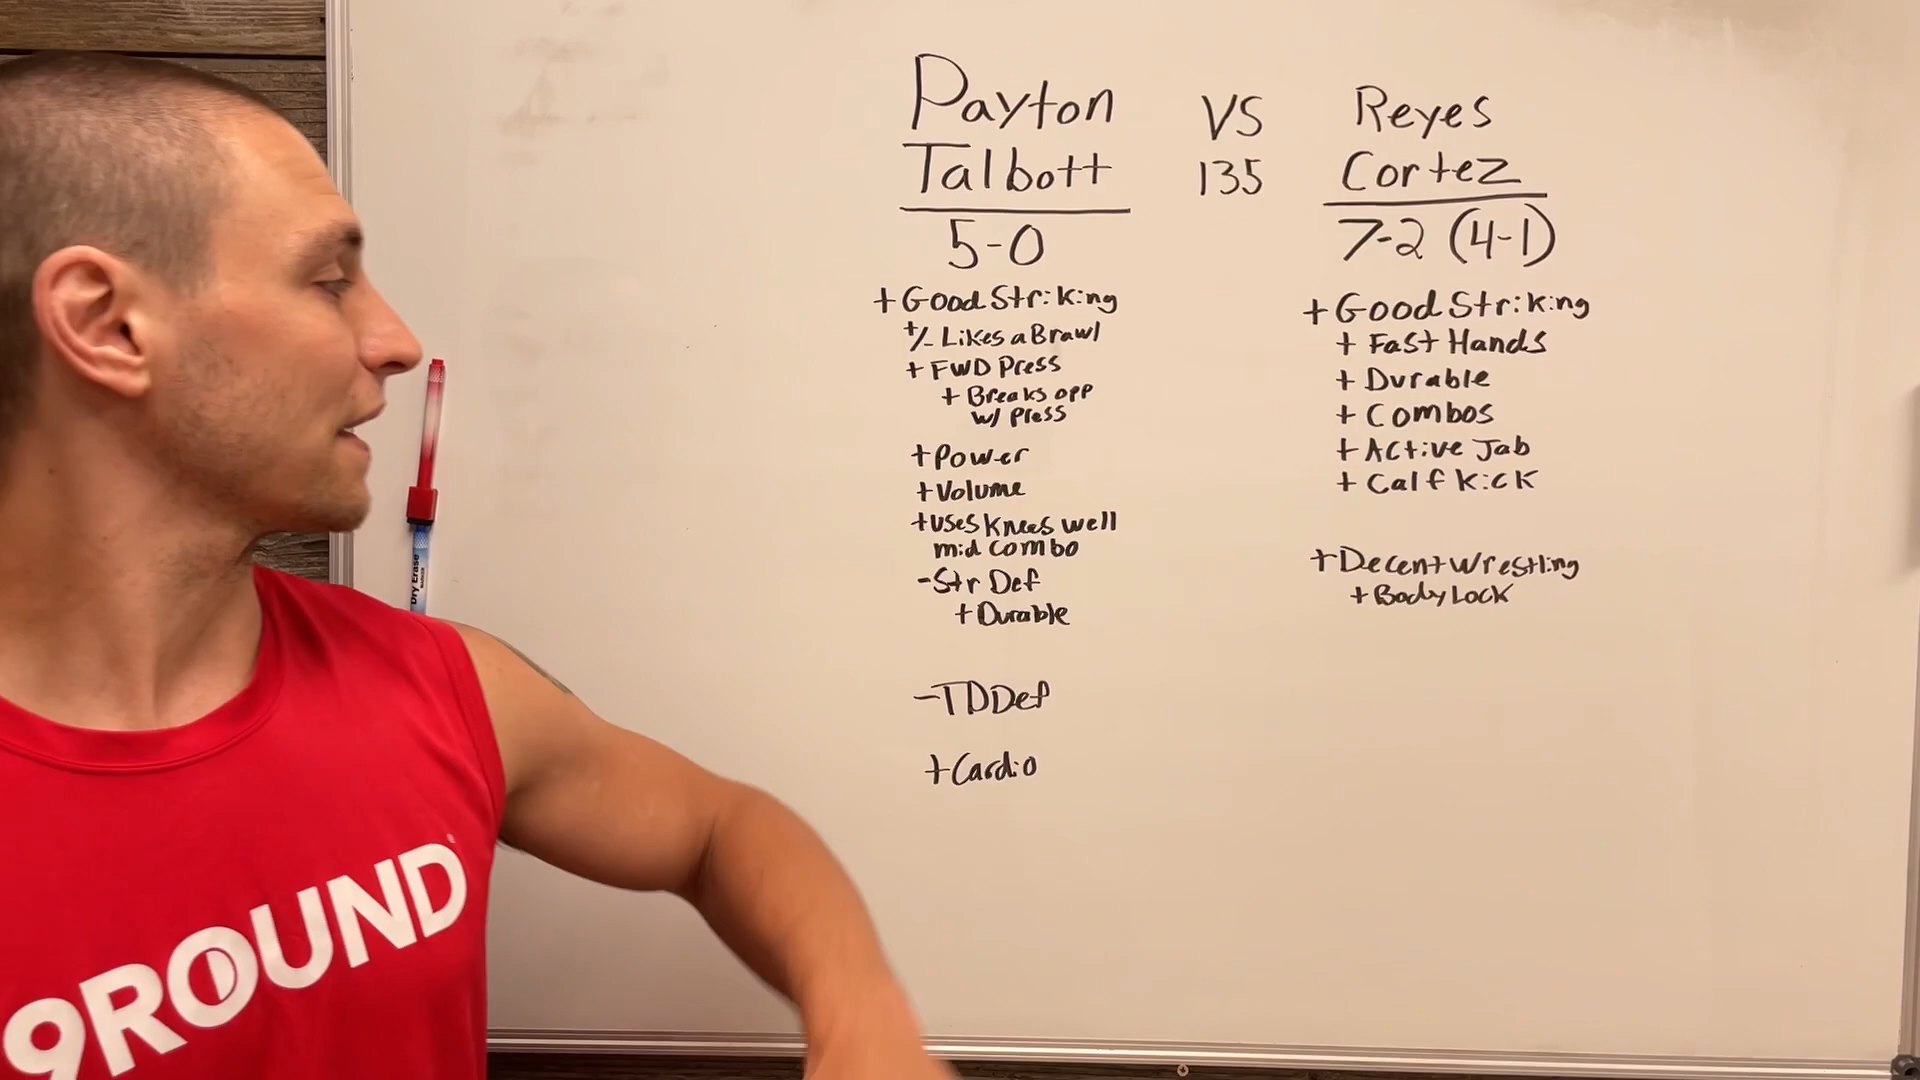 Payton
Talbott
5-0
+ Good Striking
+/- Likes a Brawl
+ FWD Press
+ Breaks opp
w/ Press
+ Power
+ Volume
+ Uses Knees well
mid combo
- Str Def
+ Durable
- TD Def
+ Cardio
VS
135
Reyes
Cortez
7-2 (4-1)
+ Good Striking
+ Fast Hands
+ Durable
+ Combos
+ Active Jab
+ Calf Kick
+ Decent Wrestling
+ Body Lock
Dry Erase
9ROUND